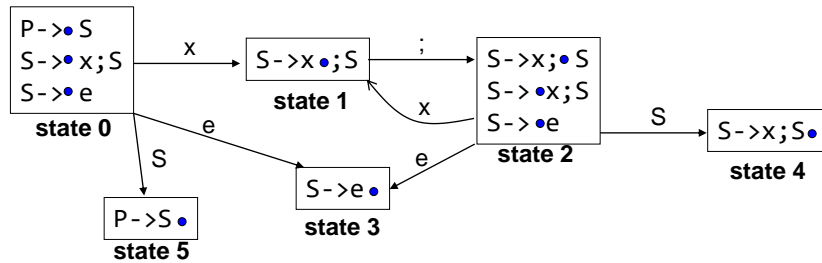 P->• S
S->• x;S
S->• e
state 0
x
S->x •;S
state 1
;
x
S->x;• S
S->•x;S
S->•e
state 2
S
S->x;S•
state 4
e
e
S->e •
state 3
S
P->S •
state 5